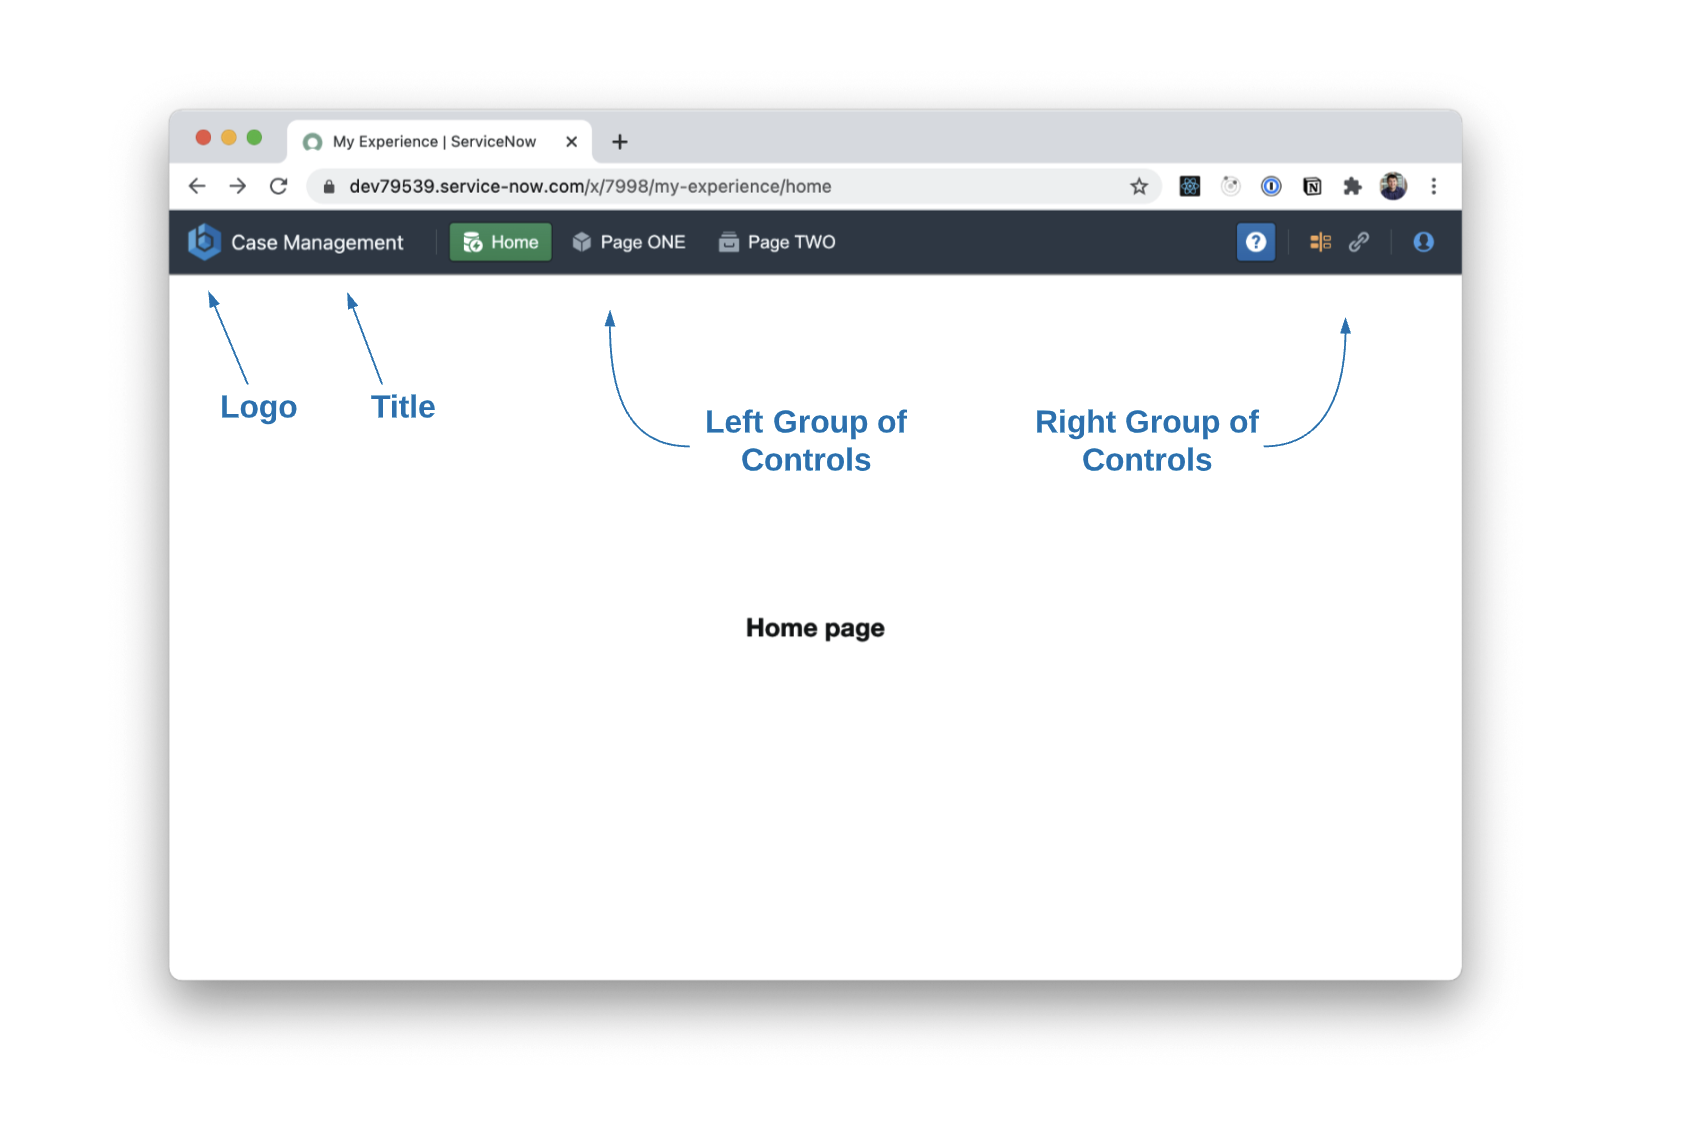 My Experience | ServiceNow
dev79539.service-now.com/x/7998/my-experience/home
Case Management
Home
Page ONE
Page TWO
Logo
Title
Left Group of
Controls
Right Group of
Controls
Home page